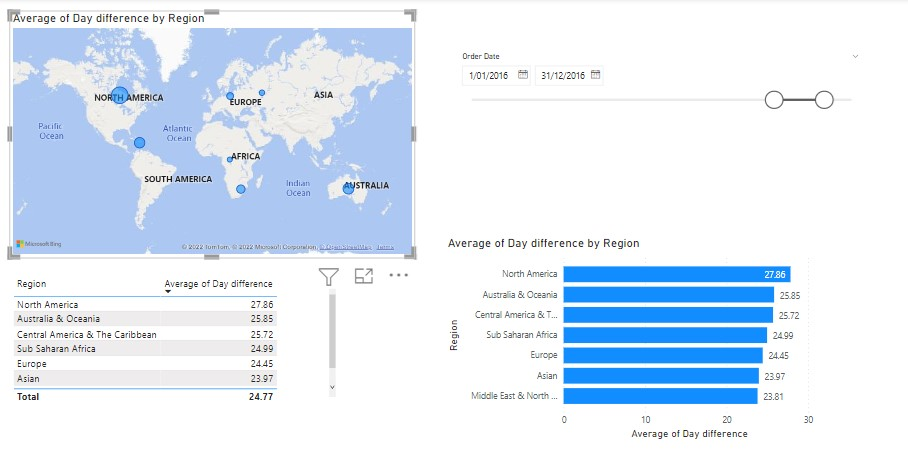 Average of Day difference by Region
NORTH AMERICA
EUROPE
ASIA
Pacific
Ocean
Atlantic
Ocean
AFRICA
SOUTH AMERICA
Indian
Ocean
AUSTRALIA
Microsoft Bing
© 2022 TomTom, © 2022 Microsoft Corporation, © OpenStreetMap Terms
Order Date
1/01/2016 31/12/2016
Region Average of Day difference
North America 27.86
Australia & Oceania 25.85
Central America & The Caribbean 25.72
Sub Saharan Africa 24.99
Europe 24.45
Asian 23.97
Total 24.77
Average of Day difference by Region
Region
North America 27.86
Australia & Oceania 25.85
Central America & T... 25.72
Sub Saharan Africa 24.99
Europe 24.45
Asian 23.97
Middle East & North ... 23.81
0 10 20 30
Average of Day difference